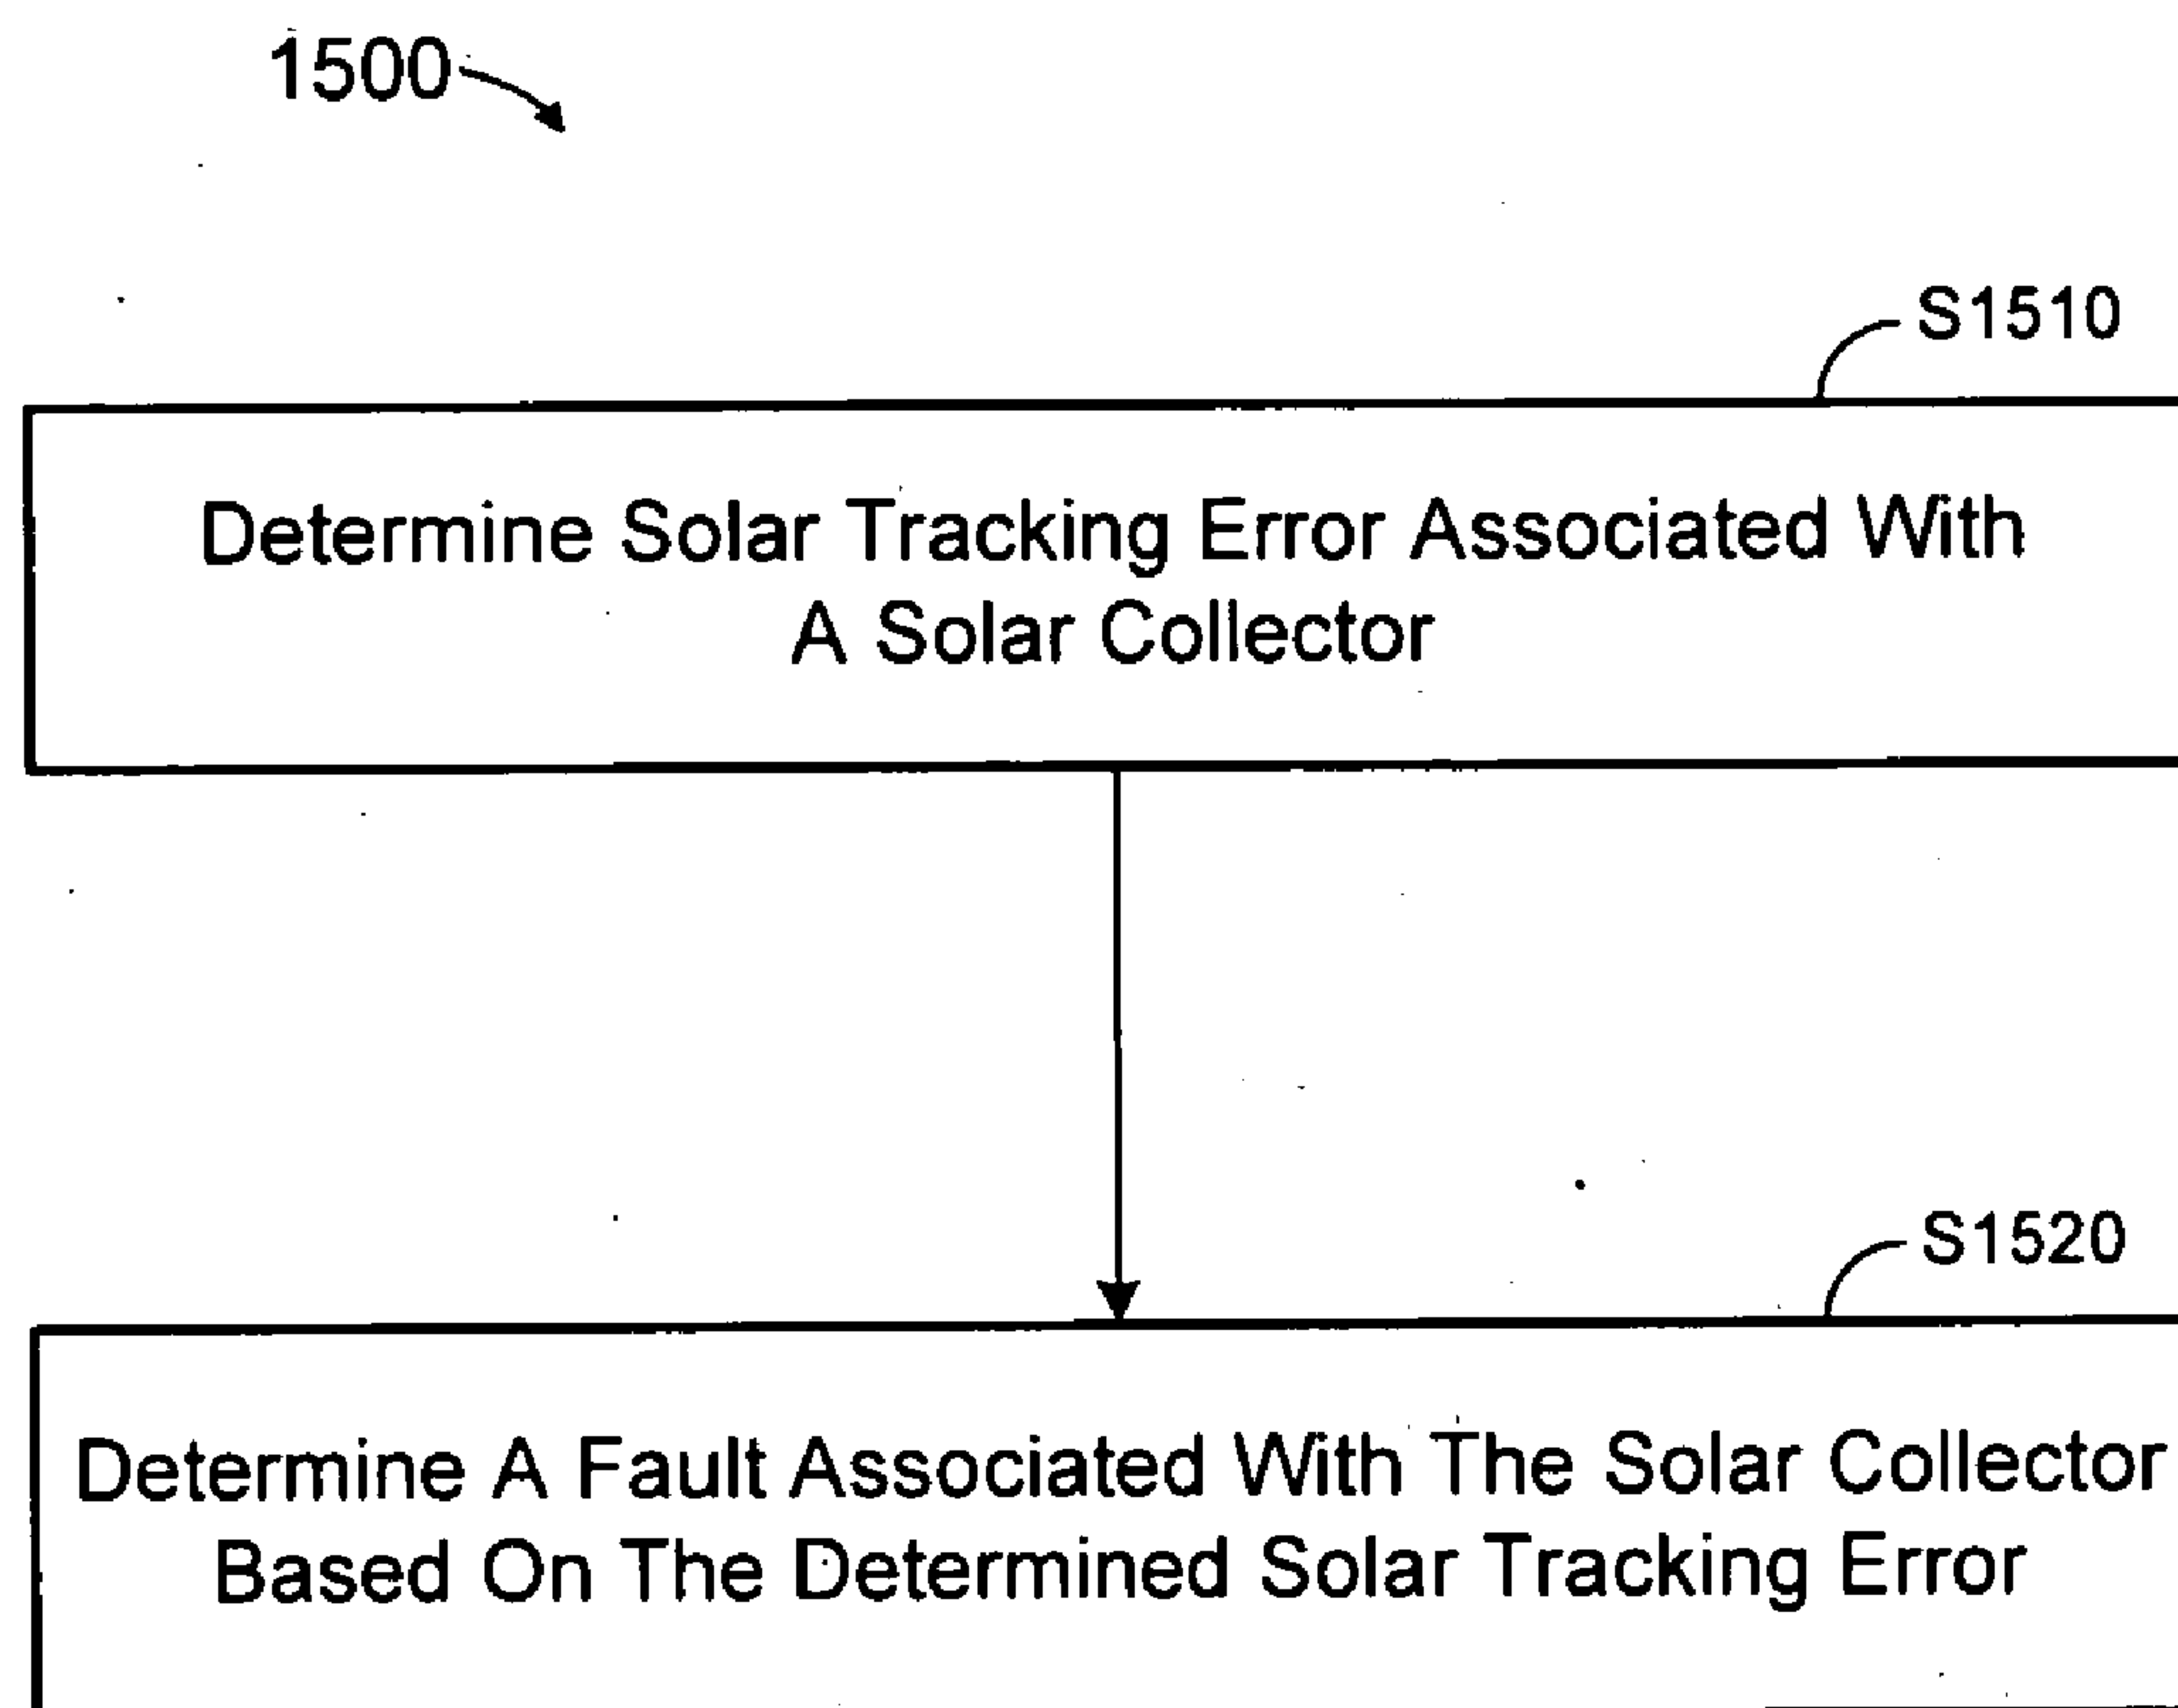 1500
S1510
Determine Solar Tracking Error Associated With
A Solar Collector
S1520
Determine A Fault Associated With The Solar Collector
Based On The Determined Solar Tracking Error